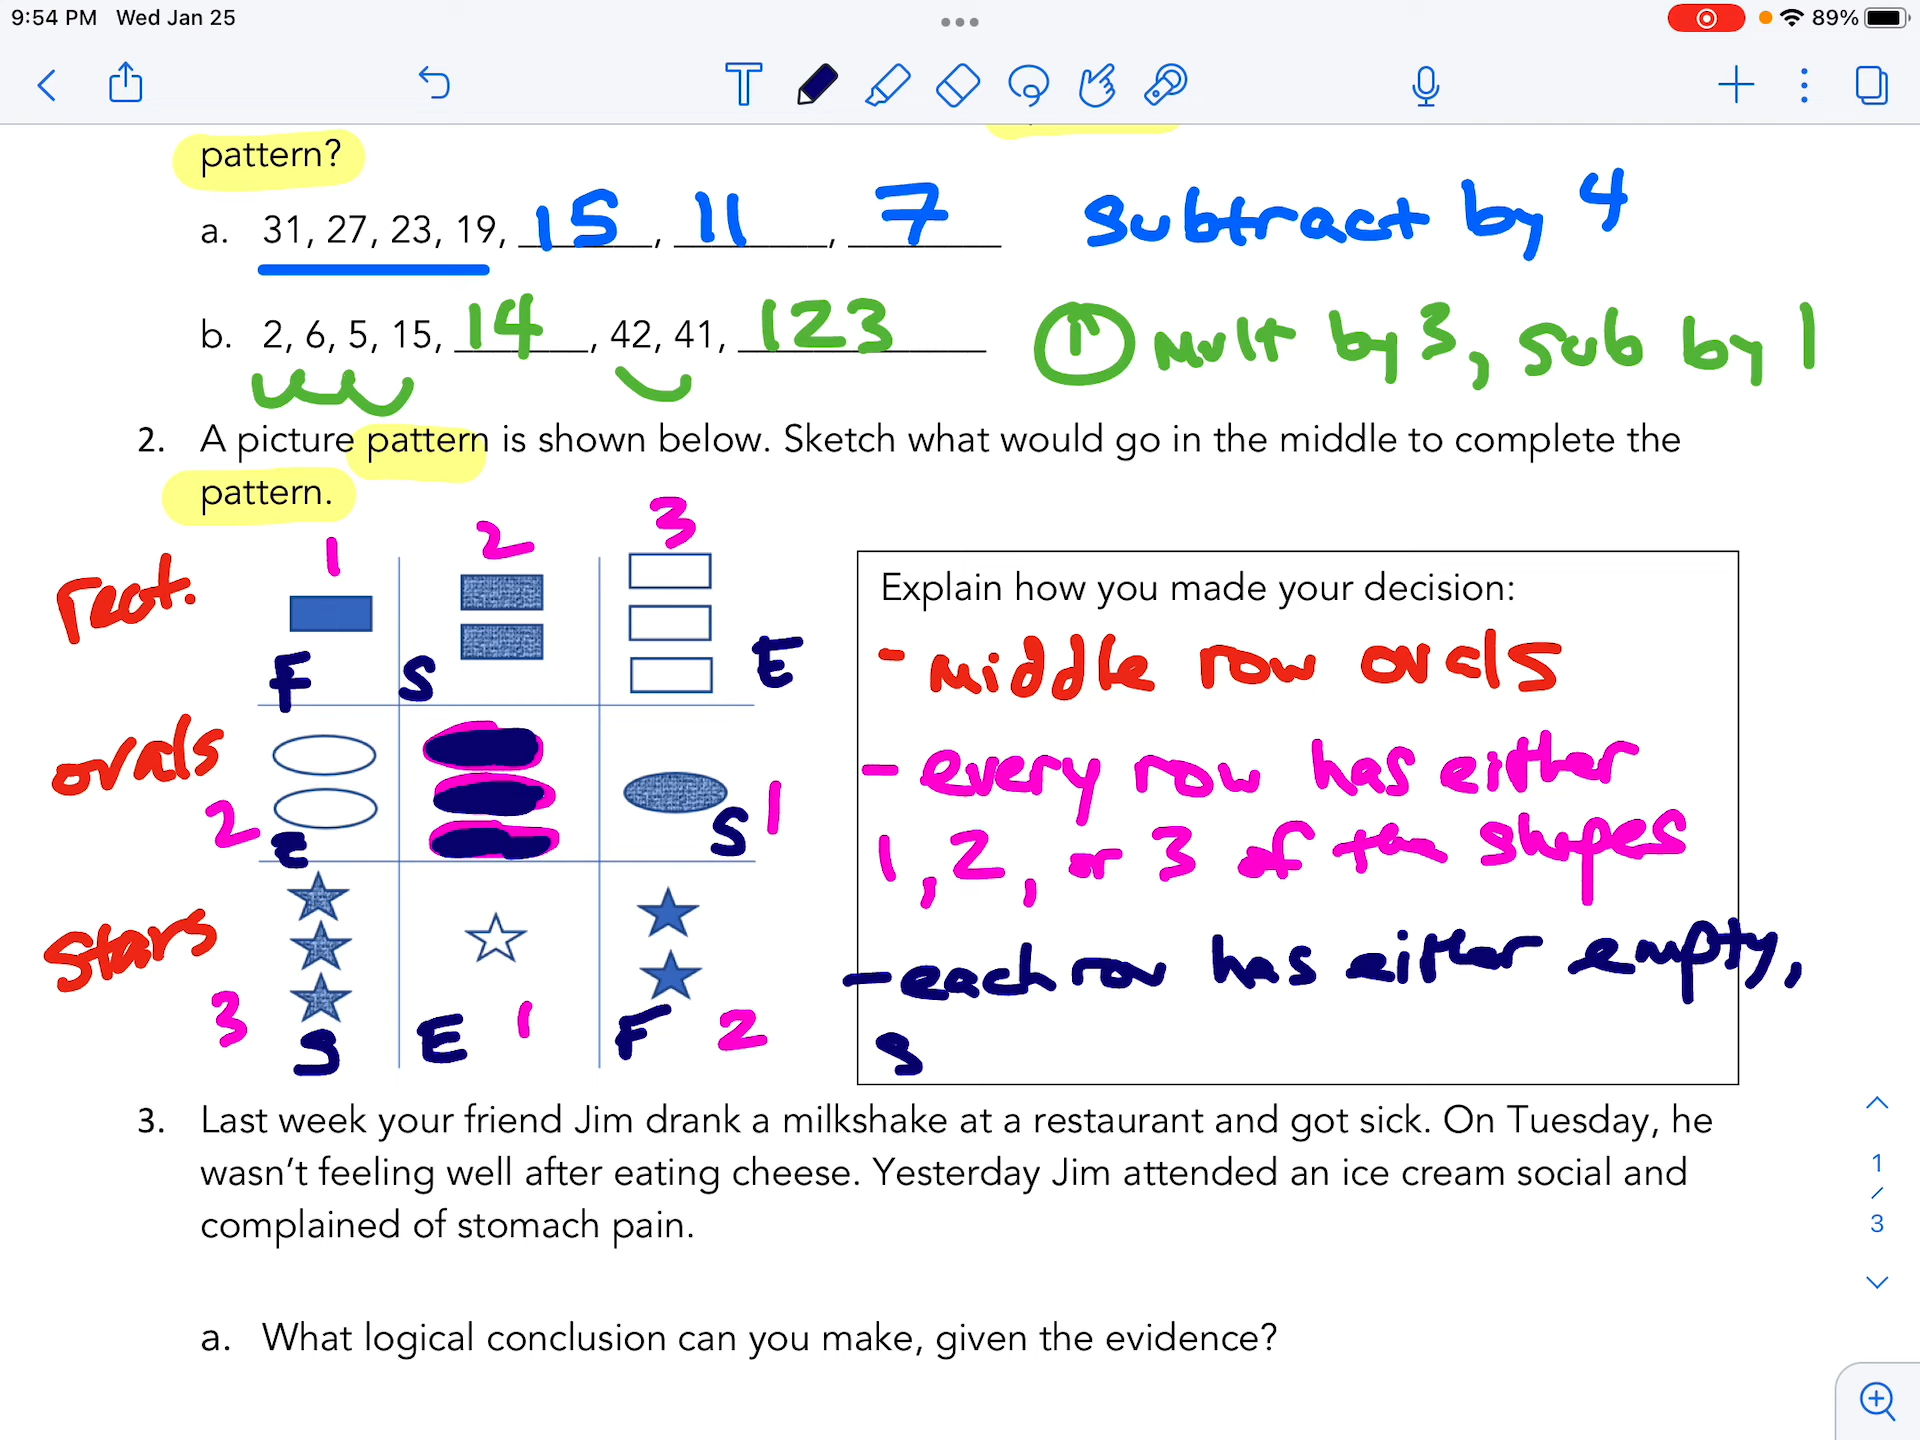 9:54 PM Wed Jan 25
89%
pattern?
a. 31, 27, 23, 19, 15, 11, 7 subtract by 4
b. 2, 6, 5, 15, 14, 42, 41, 123 ① Mult by 3, sub by 1
2. A picture pattern is shown below. Sketch what would go in the middle to complete the
pattern.
1 2 3
rect.
F S E
ovals
2 E S 1
stars
3 S E 1 F 2
Explain how you made your decision:
- Middle row ovals
- every row has either
1, 2, or 3 of the shapes
- each row has either empty,
s
3. Last week your friend Jim drank a milkshake at a restaurant and got sick. On Tuesday, he
wasn't feeling well after eating cheese. Yesterday Jim attended an ice cream social and
complained of stomach pain.
a. What logical conclusion can you make, given the evidence?
1
/
3